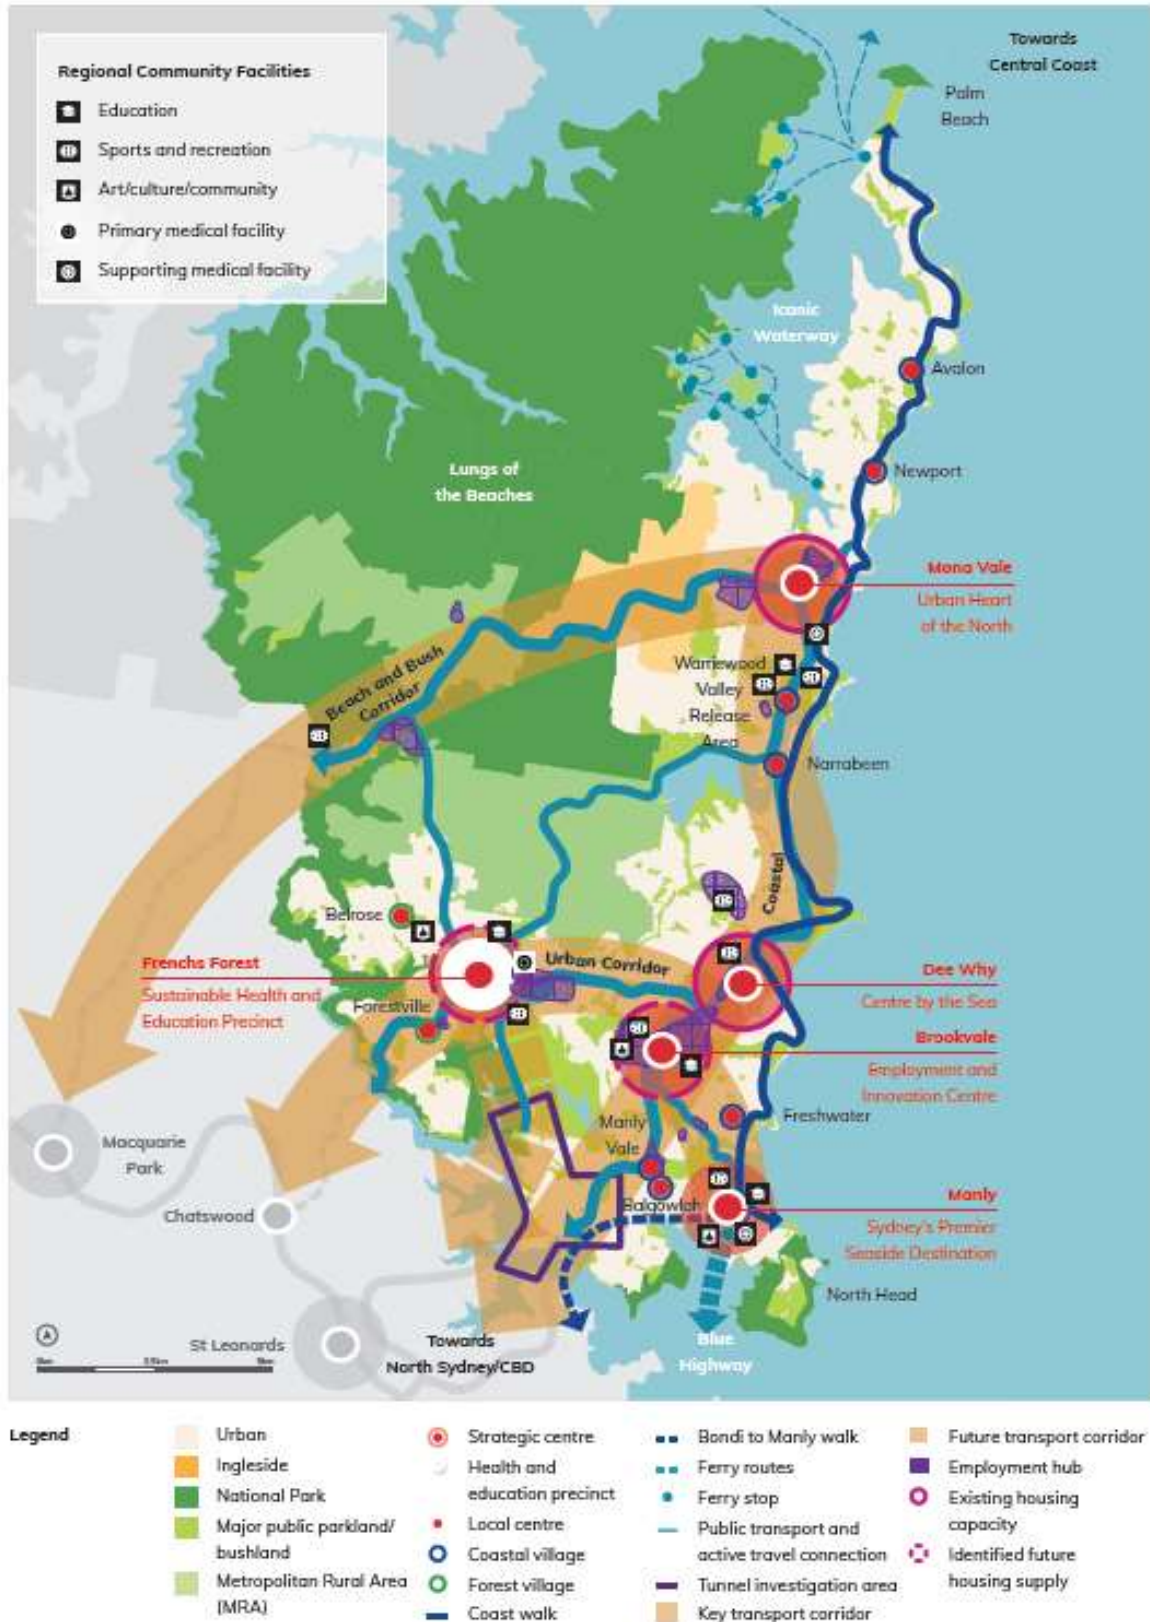 Regional Community Facilities
Education
Sports and recreation
Art/culture/community
Primary medical facility
Supporting medical facility
Towards
Central Coast
Palm
Beach
Iconic
Waterway
Avalon
Lungs of
the Beaches
Newport
Mona Vale
Urban Heart
of the North
Warriewood
Valley
Release
Area
Beach and Bush
Corridor
Narrabeen
Coastal
Belrose
Frenchs Forest
Sustainable Health and
Education Precinct
Urban Corridor
Forestville
Dee Why
Centre by the Sea
Brookvale
Employment and
Innovation Centre
Manly
Vale
Freshwater
Macquarie
Park
Chatswood
Balgowlah
Manly
Sydney's Premier
Seaside Destination
North Head
St Leonards
Towards
North Sydney/CBD
Blue
Highway
Legend
Urban
Ingleside
National Park
Major public parkland/
bushland
Metropolitan Rural Area
(MRA)
Strategic centre
Health and
education precinct
Local centre
Coastal village
Forest village
Coast walk
Bondi to Manly walk
Ferry routes
Ferry stop
Public transport and
active travel connection
Tunnel investigation area
Key transport corridor
Future transport corridor
Employment hub
Existing housing
capacity
Identified future
housing supply